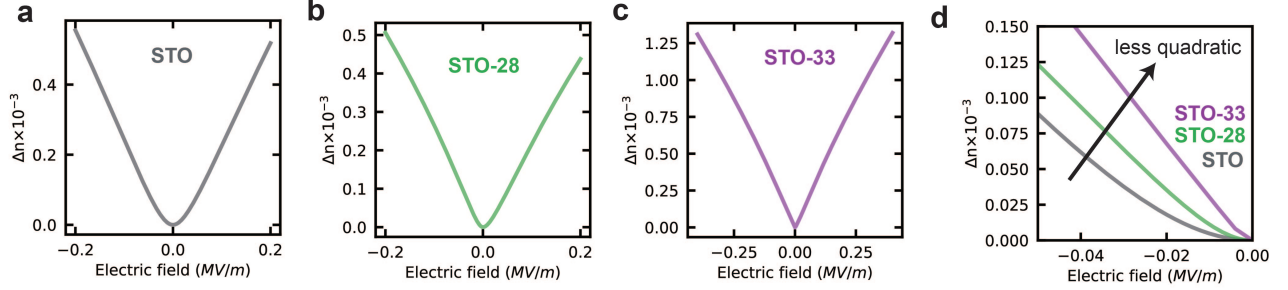 a
STO
Δn×10⁻³
0.4
0.2
0.0
−0.2
0.0
0.2
Electric field (MV/m)
b
STO-28
Δn×10⁻³
0.5
0.4
0.3
0.2
0.1
0.0
−0.2
0.0
0.2
Electric field (MV/m)
c
STO-33
Δn×10⁻³
1.25
1.00
0.75
0.50
0.25
0.00
−0.25
0.00
0.25
Electric field (MV/m)
d
less quadratic
STO-33
STO-28
STO
Δn×10⁻³
0.150
0.125
0.100
0.075
0.050
0.025
0.000
−0.04
−0.02
0.00
Electric field (MV/m)